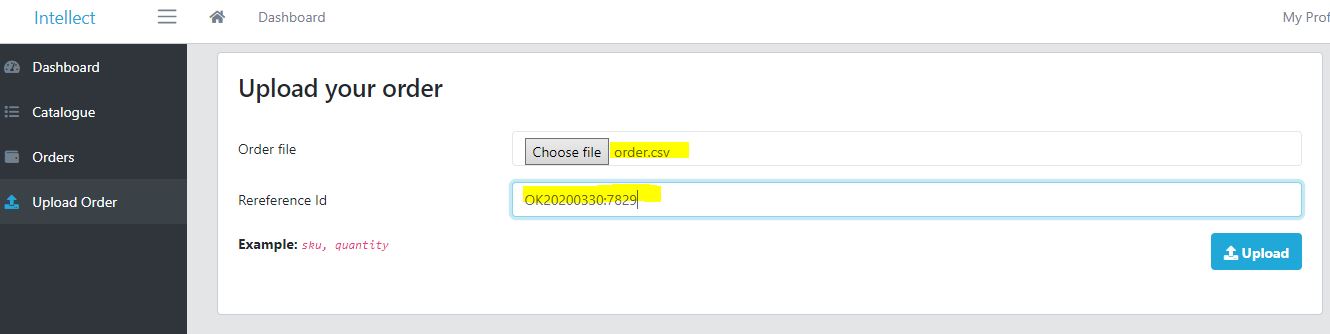 Intellect
Dashboard
My Prof
Dashboard
Catalogue
Orders
Upload Order
Upload your order
Order file
Choose file order.csv
Rereference Id
OK20200330:7829
Example: sku, quantity
Upload